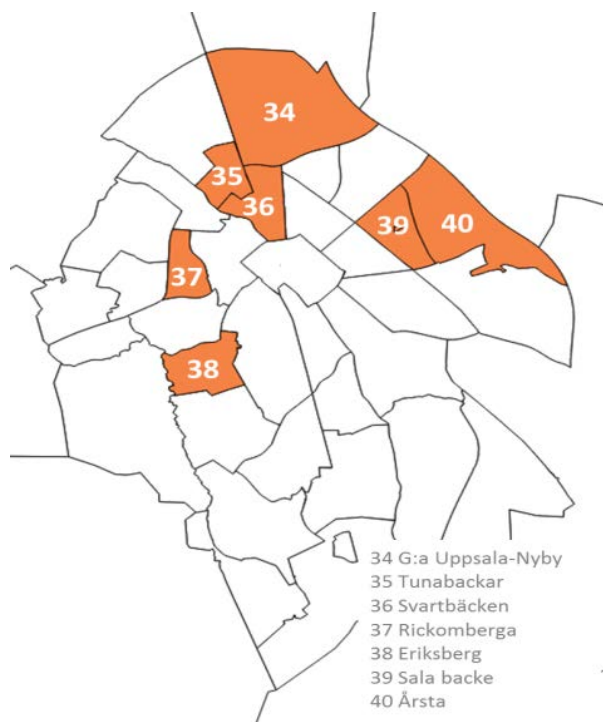 34
35
36
39
40
37
38
34 G:a Uppsala-Nyby
35 Tunabackar
36 Svartbäcken
37 Rickomberga
38 Eriksberg
39 Sala backe
40 Årsta